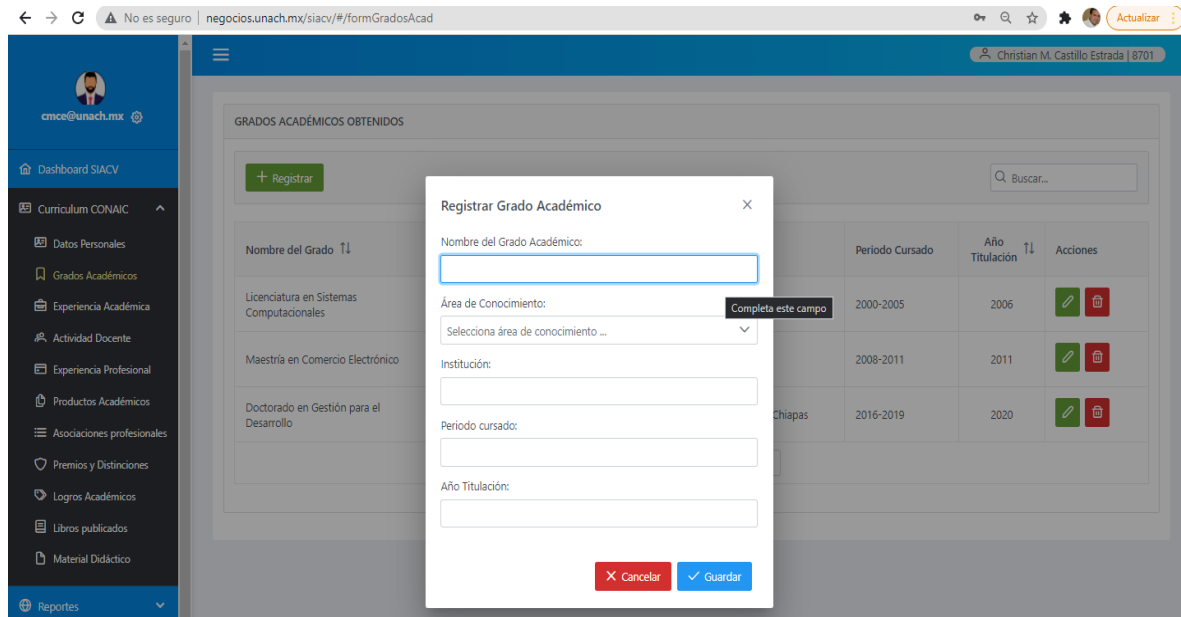 No es seguro | negocios.unach.mx/siacv/#/formGradosAcad
Actualizar
Christian M. Castillo Estrada | 8701
cmce@unach.mx
Dashboard SIACV
Curriculum CONAIC
Datos Personales
Grados Académicos
Experiencia Académica
Actividad Docente
Experiencia Profesional
Productos Académicos
Asociaciones profesionales
Premios y Distinciones
Logros Académicos
Libros publicados
Material Didáctico
Reportes
GRADOS ACADÉMICOS OBTENIDOS
+ Registrar
Buscar...
Nombre del Grado
Periodo Cursado
Año
Titulación
Acciones
Licenciatura en Sistemas
Computacionales
2000-2005
2006
Maestría en Comercio Electrónico
2008-2011
2011
Doctorado en Gestión para el
Desarrollo
Chiapas
2016-2019
2020
Registrar Grado Académico
Nombre del Grado Académico:
Completa este campo
Área de Conocimiento:
Selecciona área de conocimiento ...
Institución:
Periodo cursado:
Año Titulación:
Cancelar
Guardar